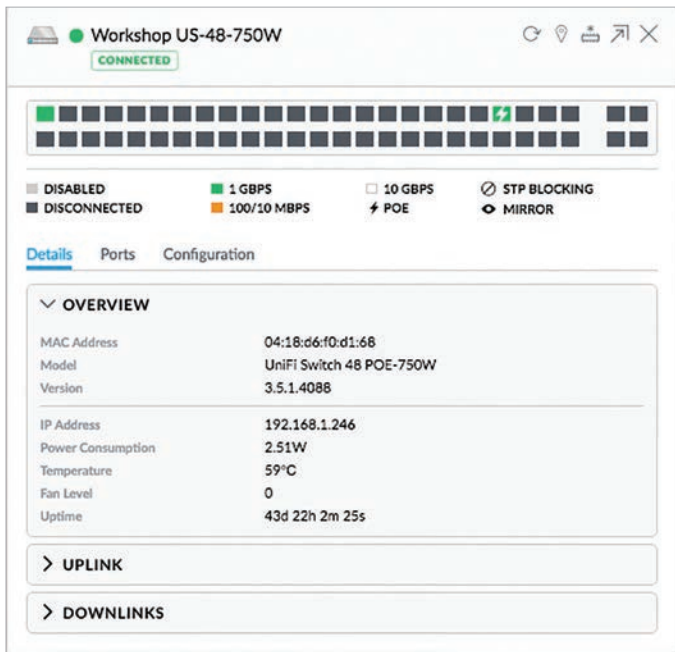 Workshop US-48-750W
CONNECTED
DISABLED 1 GBPS 10 GBPS STP BLOCKING
DISCONNECTED 100/10 MBPS POE MIRROR
Details Ports Configuration
OVERVIEW
MAC Address 04:18:d6:f0:d1:68
Model UniFi Switch 48 POE-750W
Version 3.5.1.4088
IP Address 192.168.1.246
Power Consumption 2.51W
Temperature 59°C
Fan Level 0
Uptime 43d 22h 2m 25s
UPLINK
DOWNLINKS